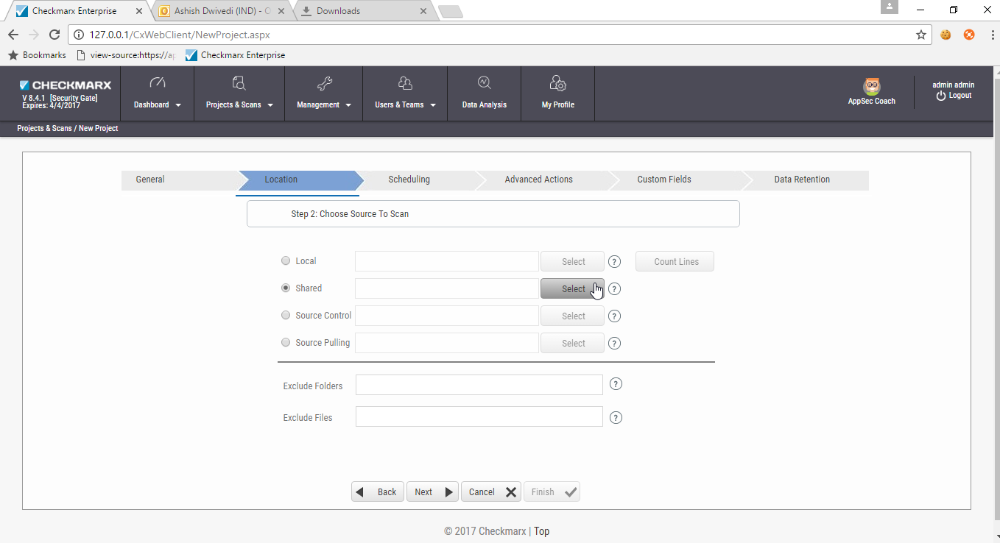 Checkmarx Enterprise
Ashish Dwivedi (IND) - O
Downloads
127.0.0.1/CxWebClient/NewProject.aspx
Bookmarks view-source:https://ap Checkmarx Enterprise
CHECKMARX
V 8.4.1 [Security Gate]
Expires: 4/4/2017
Dashboard
Projects & Scans
Management
Users & Teams
Data Analysis
My Profile
AppSec Coach
admin admin
Logout
Projects & Scans / New Project
General Location Scheduling Advanced Actions Custom Fields Data Retention
Step 2: Choose Source To Scan
Local Select ? Count Lines
Shared Select ?
Source Control Select ?
Source Pulling Select ?
Exclude Folders ?
Exclude Files ?
Back Next Cancel Finish
© 2017 Checkmarx | Top